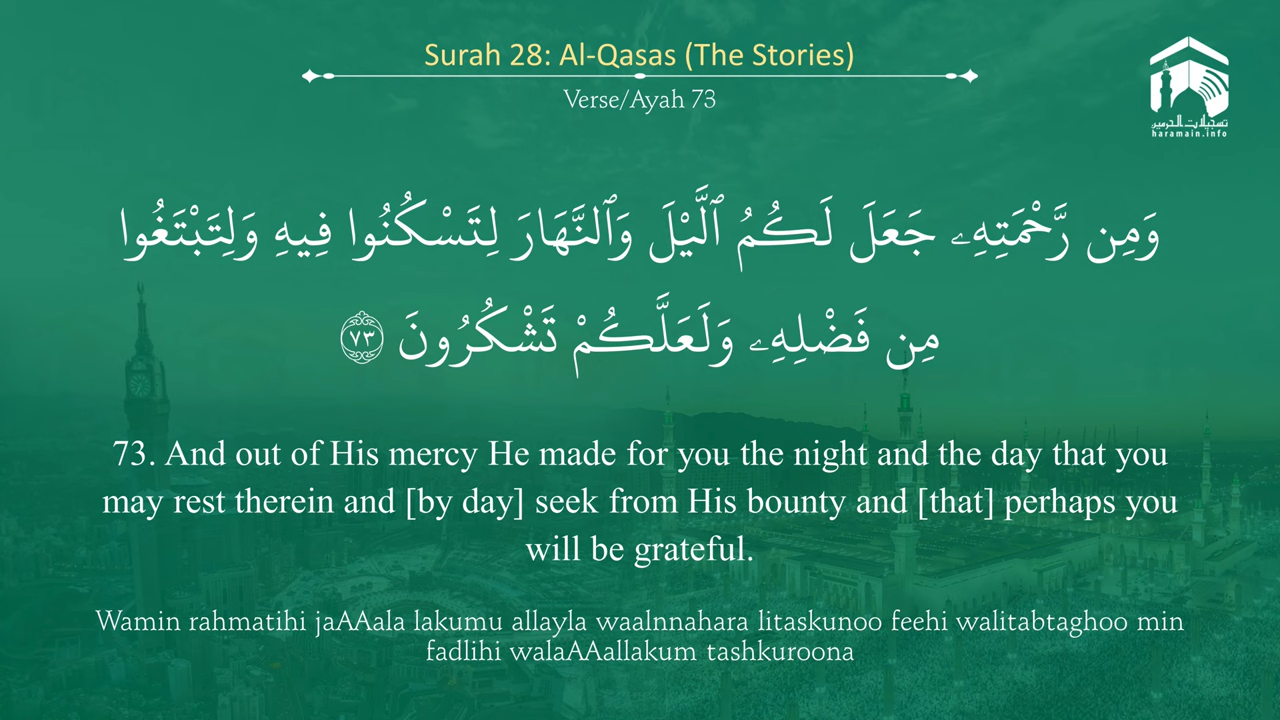 Surah 28: Al-Qasas (The Stories)
Verse/Ayah 73
تسجيلات الحرمين
haramain.info
وَمِن رَّحْمَتِهِۦ جَعَلَ لَكُمُ ٱلَّيْلَ وَٱلنَّهَارَ لِتَسْكُنُوا فِيهِ وَلِتَبْتَغُوا
مِن فَضْلِهِۦ وَلَعَلَّكُمْ تَشْكُرُونَ ٧٣
73. And out of His mercy He made for you the night and the day that you
may rest therein and [by day] seek from His bounty and [that] perhaps you
will be grateful.
Wamin rahmatihi jaAAala lakumu allayla waalnnahara litaskunoo feehi walitabtaghoo min
fadlihi walaAAallakum tashkuroona